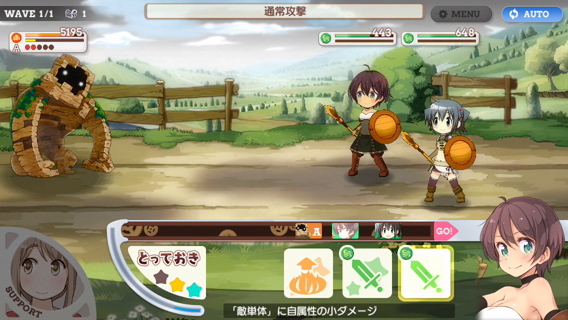 WAVE 1/1
1
通常攻撃
MENU
AUTO
5195
A
443
648
A
GO!
とっておき
SUPPORT
「敵単体」に自属性の小ダメージ